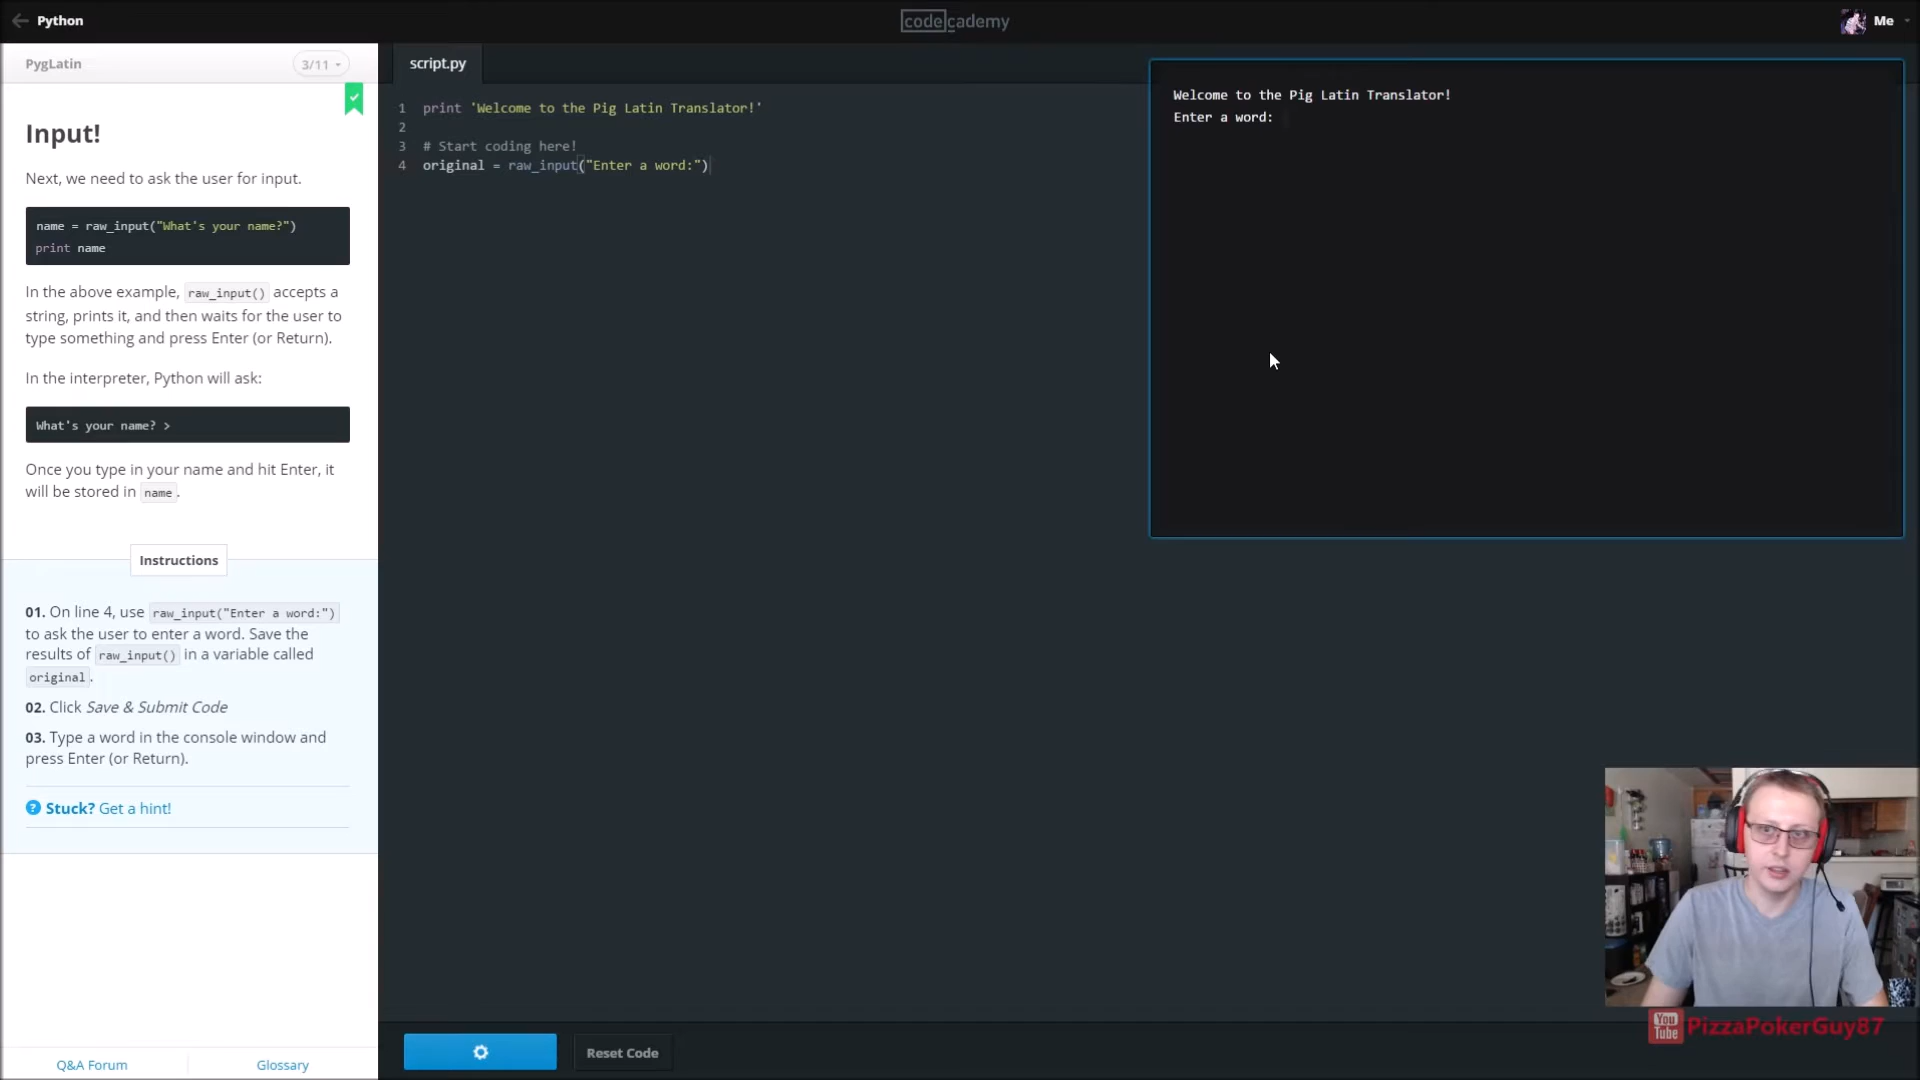 Python
codecademy
Me
PygLatin
3/11
script.py
Input!
Next, we need to ask the user for input.
name = raw_input("What's your name?")
print name
In the above example, raw_input() accepts a
string, prints it, and then waits for the user to
type something and press Enter (or Return).
In the interpreter, Python will ask:
What's your name? >
Once you type in your name and hit Enter, it
will be stored in name.
Instructions
01. On line 4, use raw_input("Enter a word:")
to ask the user to enter a word. Save the
results of raw_input() in a variable called
original.
02. Click Save & Submit Code
03. Type a word in the console window and
press Enter (or Return).
Stuck? Get a hint!
Q&A Forum
Glossary
1 print 'Welcome to the Pig Latin Translator!'
2
3 # Start coding here!
4 original = raw_input("Enter a word:")
Welcome to the Pig Latin Translator!
Enter a word:
Reset Code
You Tube PizzaPokerGuy87